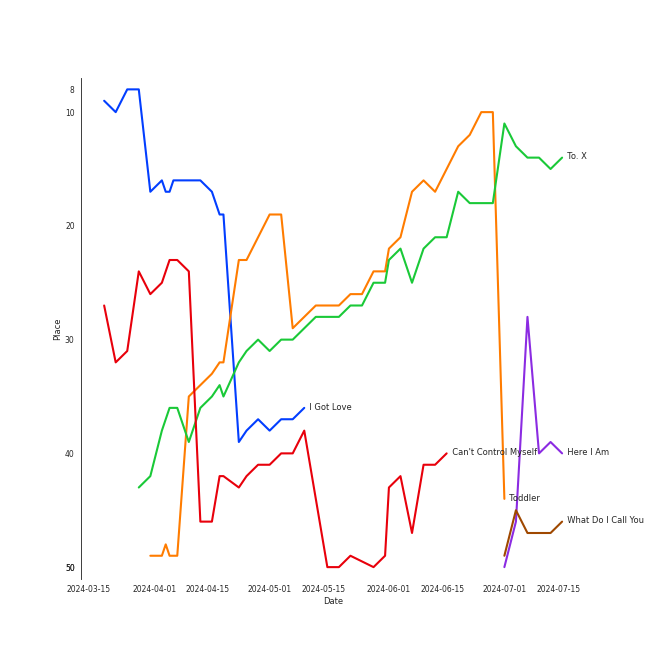 8
10
20
To. X
30
Place
I Got Love
40
Can't Control Myself
Here I Am
Toddler
What Do I Call You
50
2024-03-15
2024-04-01
2024-04-15
2024-05-01
2024-05-15
2024-06-01
2024-06-15
2024-07-01
2024-07-15
Date